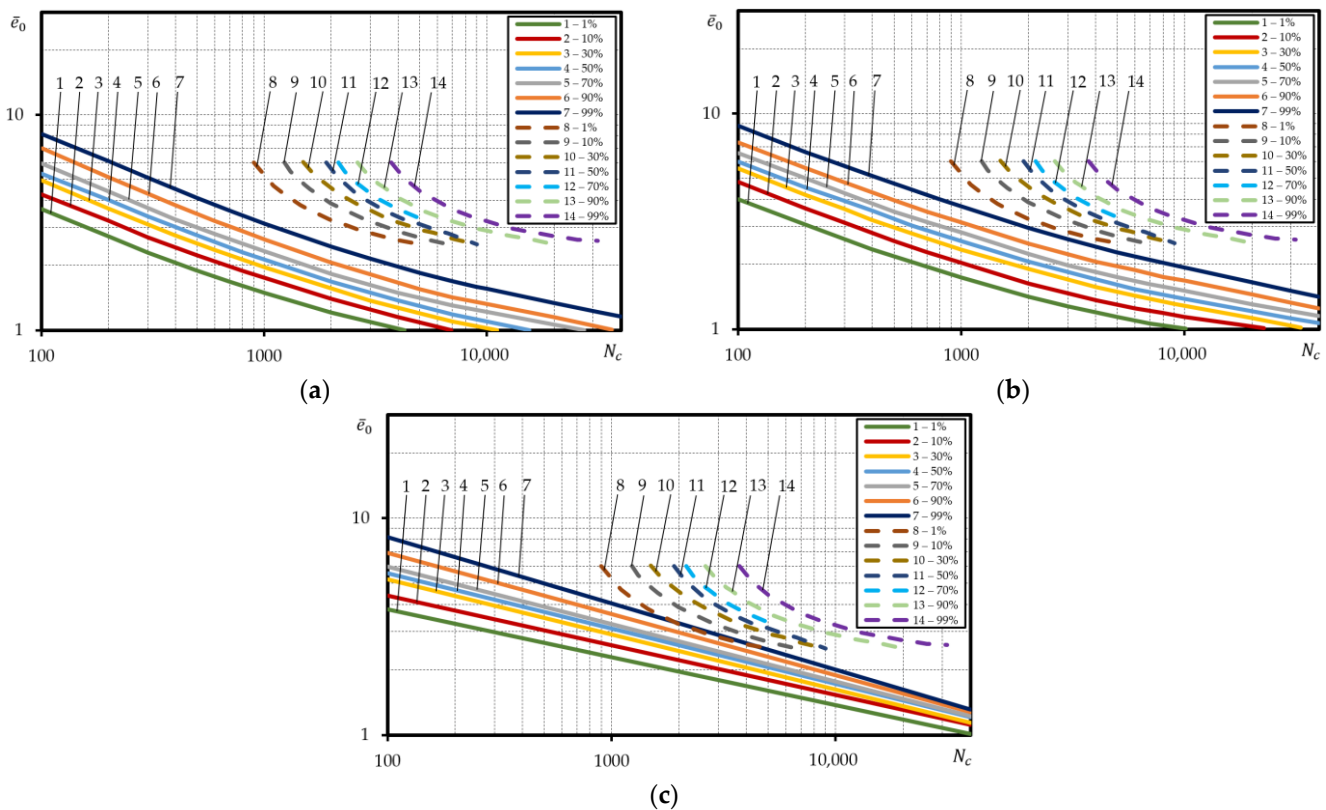 ē₀
10
1
100
1000
10,000
N_c
1 2 3 4 5 6 7 8 9 10 11 12 13 14
1 – 1%
2 – 10%
3 – 30%
4 – 50%
5 – 70%
6 – 90%
7 – 99%
8 – 1%
9 – 10%
10 – 30%
11 – 50%
12 – 70%
13 – 90%
14 – 99%
(a)
ē₀
10
1
100
1000
10,000
N_c
1 2 3 4 5 6 7 8 9 10 11 12 13 14
1 – 1%
2 – 10%
3 – 30%
4 – 50%
5 – 70%
6 – 90%
7 – 99%
8 – 1%
9 – 10%
10 – 30%
11 – 50%
12 – 70%
13 – 90%
14 – 99%
(b)
ē₀
10
1
100
1000
10,000
N_c
1 2 3 4 5 6 7 8 9 10 11 12 13 14
1 – 1%
2 – 10%
3 – 30%
4 – 50%
5 – 70%
6 – 90%
7 – 99%
8 – 1%
9 – 10%
10 – 30%
11 – 50%
12 – 70%
13 – 90%
14 – 99%
(c)